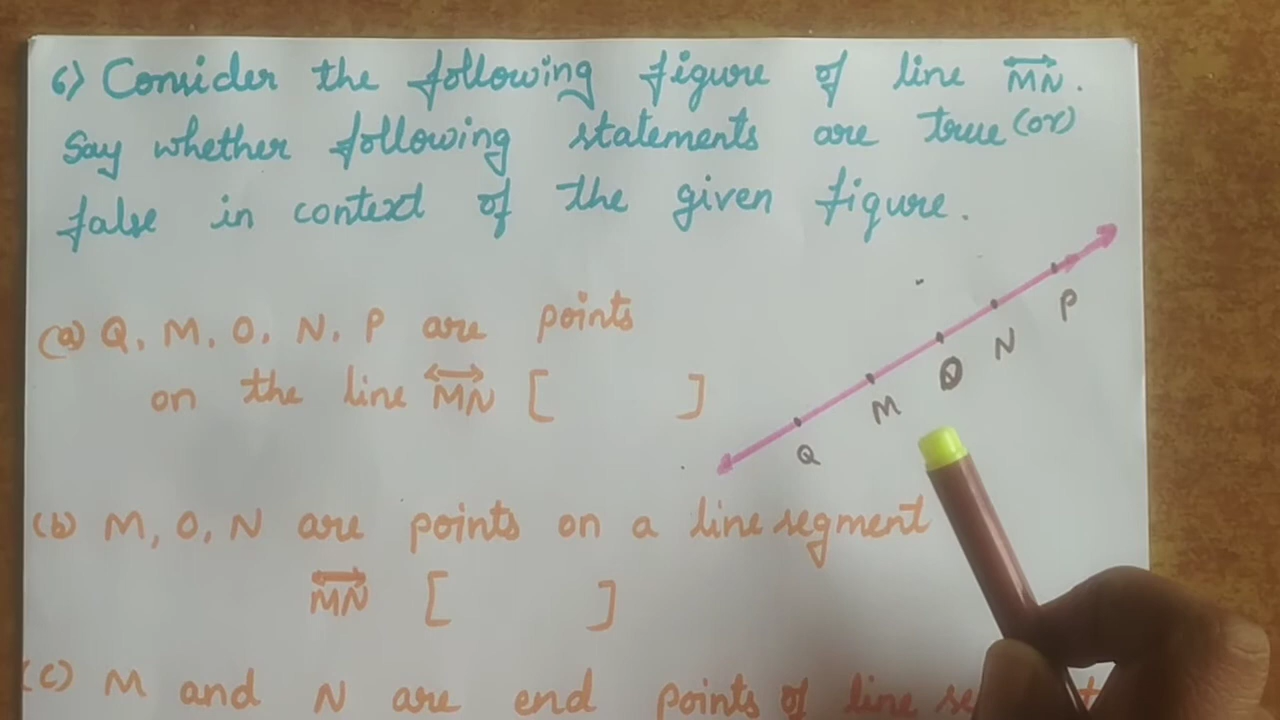 6) Consider the following figure of line MN.
Say whether following statements are true (or)
false in context of the given figure.
(a) Q, M, O, N, P are points
on the line MN [ ]
P
N
O
M
Q
(b) M, O, N are points on a line segment
MN [ ]
(c) M and N are end points of line